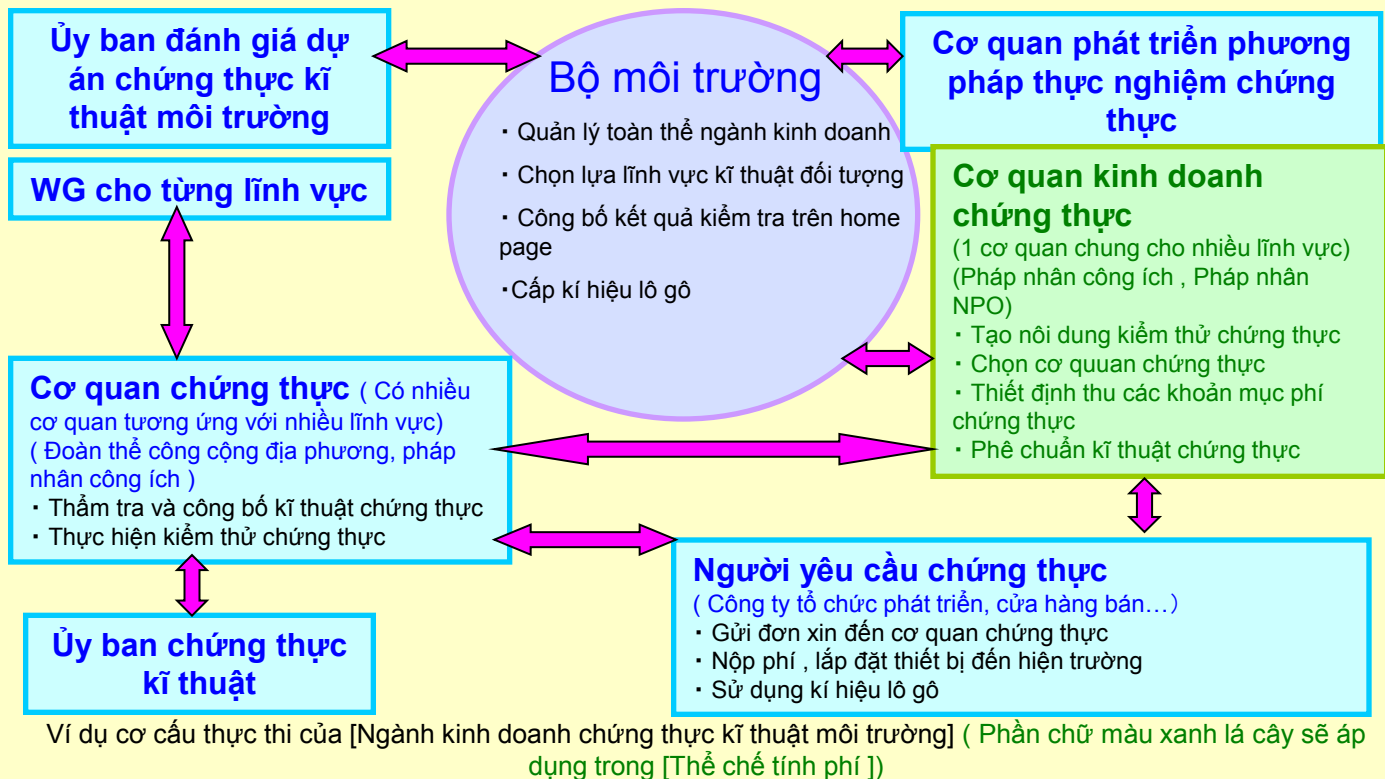 Ủy ban đánh giá dự
án chứng thực kĩ
thuật môi trường
WG cho từng lĩnh vực
Bộ môi trường
・Quản lý toàn thể ngành kinh doanh
・Chọn lựa lĩnh vực kĩ thuật đối tượng
・Công bố kết quả kiểm tra trên home
page
・Cấp kí hiệu lô gô
Cơ quan phát triển phương
pháp thực nghiệm chứng
thực
Cơ quan kinh doanh
chứng thực
(1 cơ quan chung cho nhiều lĩnh vực)
(Pháp nhân công ích , Pháp nhân
NPO)
・Tạo nôi dung kiểm thử chứng thực
・Chọn cơ quuan chứng thực
・Thiết định thu các khoản mục phí
chứng thực
・Phê chuẩn kĩ thuật chứng thực
Cơ quan chứng thực ( Có nhiều
cơ quan tương ứng với nhiều lĩnh vực)
( Đoàn thể công cộng địa phương, pháp
nhân công ích )
・Thẩm tra và công bố kĩ thuật chứng thực
・Thực hiện kiểm thử chứng thực
Ủy ban chứng thực
kĩ thuật
Người yêu cầu chứng thực
( Công ty tổ chức phát triển, cửa hàng bán…）
・Gửi đơn xin đến cơ quan chứng thực
・Nộp phí , lắp đặt thiết bị đến hiện trường
・Sử dụng kí hiệu lô gô
Ví dụ cơ cấu thực thi của [Ngành kinh doanh chứng thực kĩ thuật môi trường] ( Phần chữ màu xanh lá cây sẽ áp
dụng trong [Thể chế tính phí ])